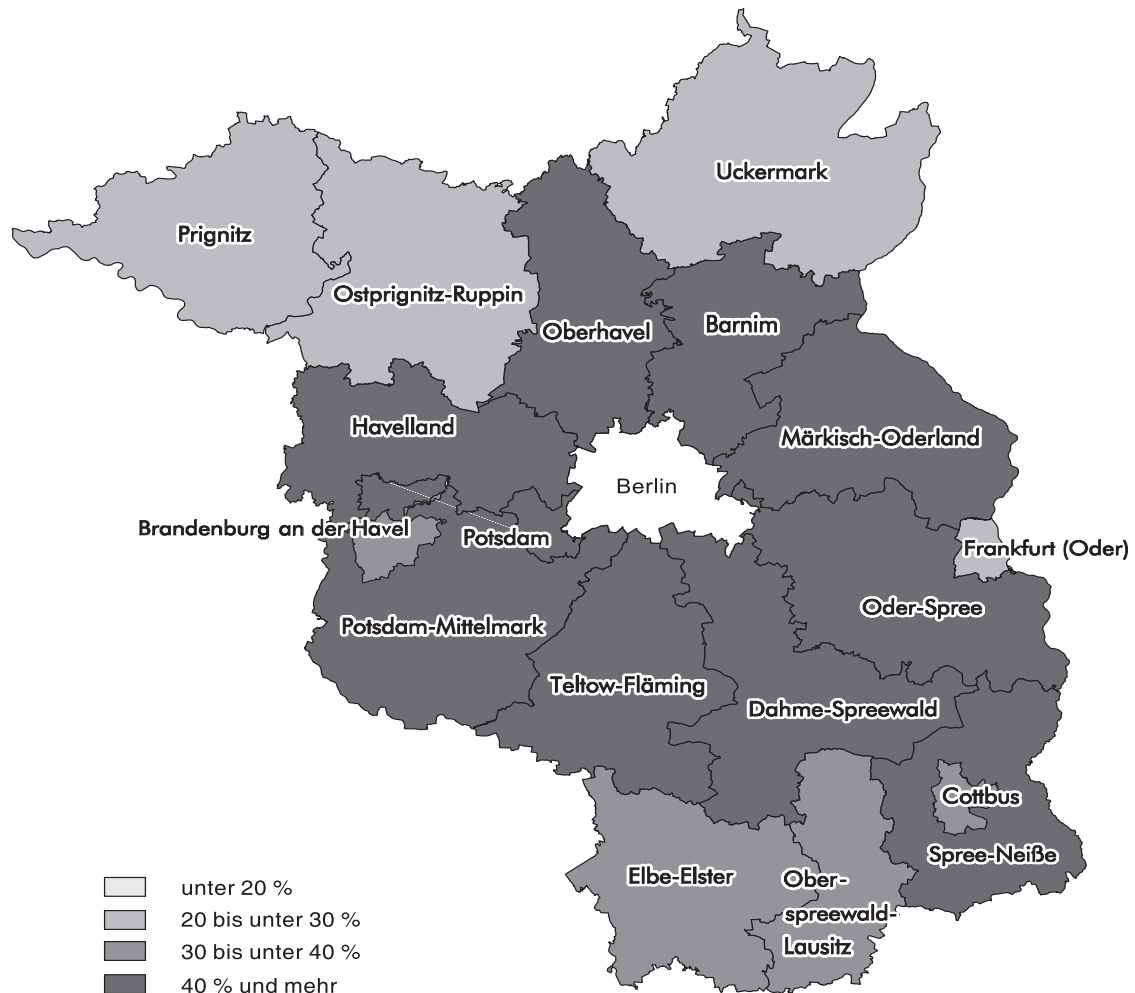 Uckermark
Prignitz
Ostprignitz-Ruppin
Oberhavel
Barnim
Havelland
Märkisch-Oderland
Berlin
Brandenburg an der Havel
Potsdam
Frankfurt (Oder)
Oder-Spree
Potsdam-Mittelmark
Teltow-Fläming
Dahme-Spreewald
Cottbus
Spree-Neiße
Elbe-Elster
Ober-
spreewald-
Lausitz
unter 20 %
20 bis unter 30 %
30 bis unter 40 %
40 % und mehr